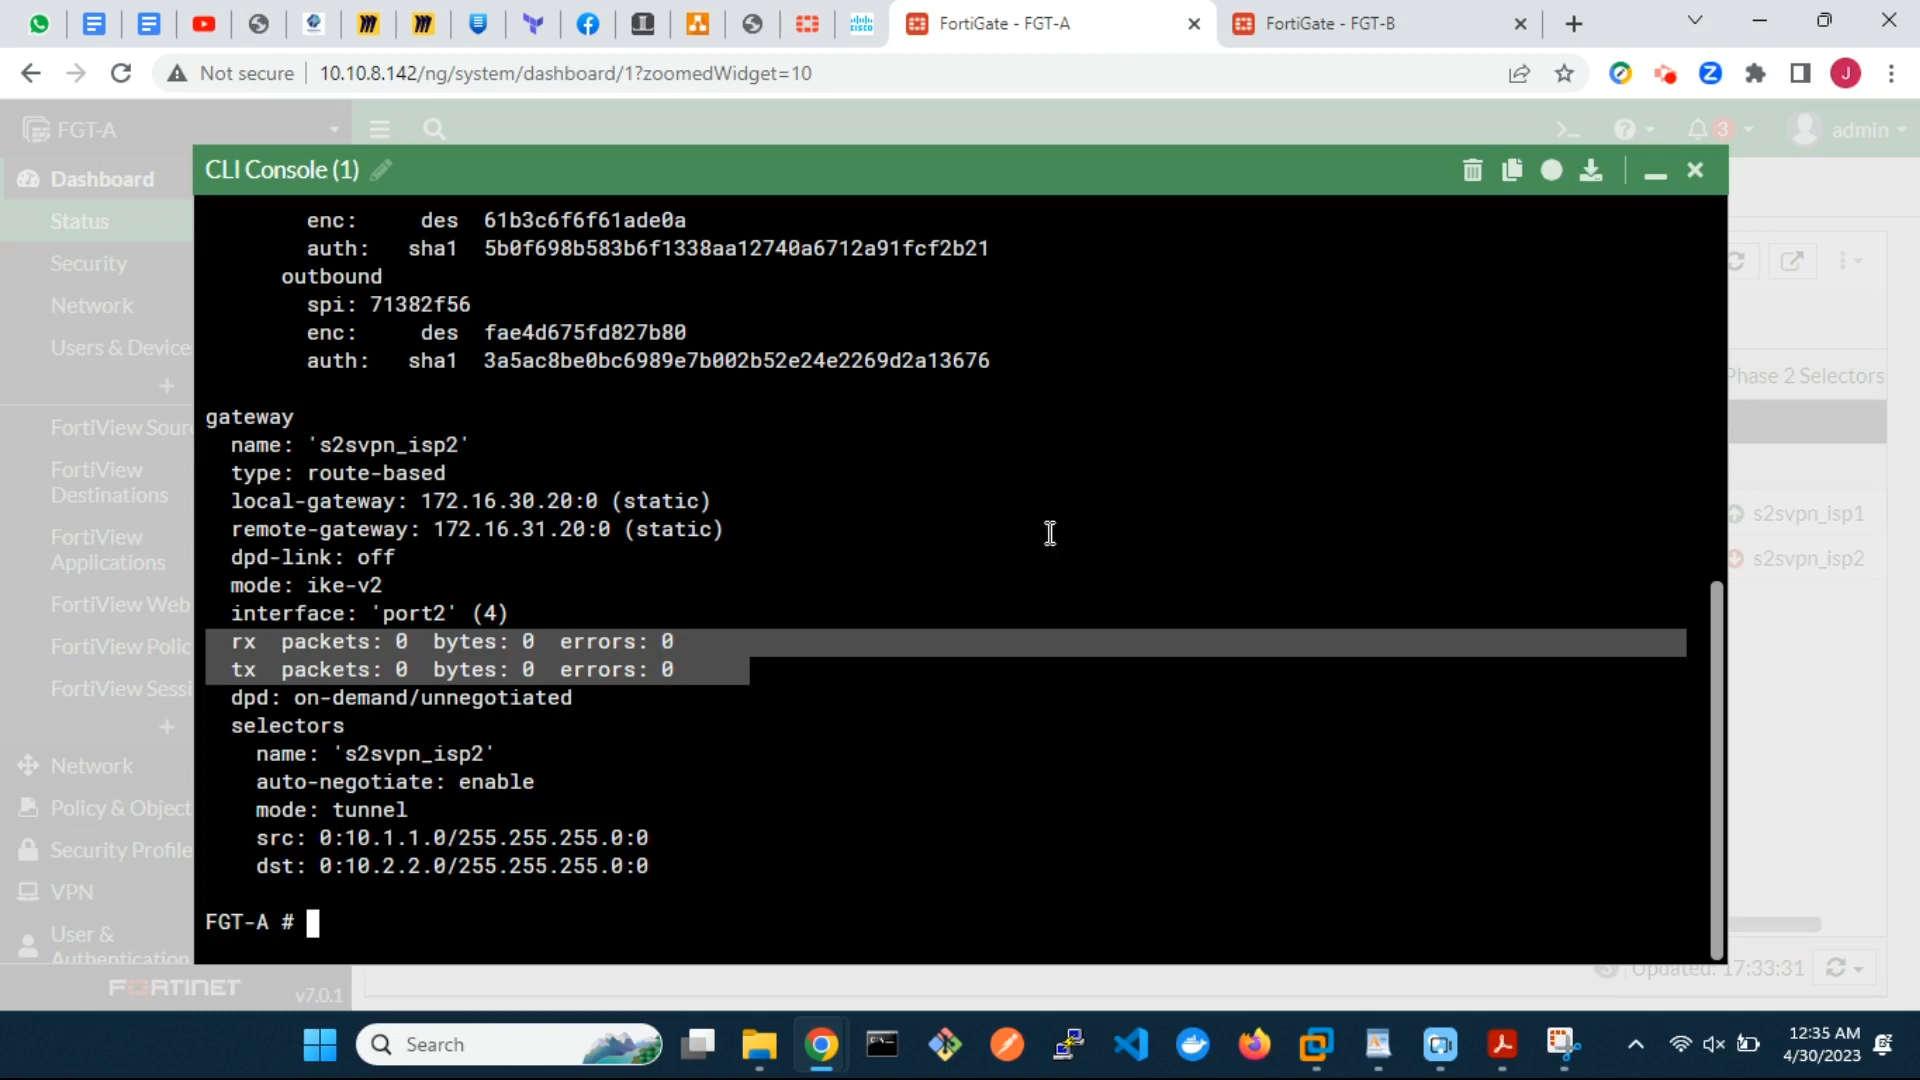 FortiGate - FGT-A
FortiGate - FGT-B
Not secure
10.10.8.142/ng/system/dashboard/1?zoomedWidget=10
FGT-A
3
admin
CLI Console (1)
Dashboard
Status
Security
Network
Users & Device
FortiView Sour
FortiView
Destinations
FortiView
Applications
FortiView Web
FortiView Polic
FortiView Sessi
Network
Policy & Object
Security Profile
VPN
User &
Authentication
FORTINET
v7.0.1
enc: des 61b3c6f6f61ade0a
auth: sha1 5b0f698b583b6f1338aa12740a6712a91fcf2b21
outbound
spi: 71382f56
enc: des fae4d675fd827b80
auth: sha1 3a5ac8be0bc6989e7b002b52e24e2269d2a13676
gateway
name: 's2svpn_isp2'
type: route-based
local-gateway: 172.16.30.20:0 (static)
remote-gateway: 172.16.31.20:0 (static)
dpd-link: off
mode: ike-v2
interface: 'port2' (4)
rx packets: 0 bytes: 0 errors: 0
tx packets: 0 bytes: 0 errors: 0
dpd: on-demand/unnegotiated
selectors
name: 's2svpn_isp2'
auto-negotiate: enable
mode: tunnel
src: 0:10.1.1.0/255.255.255.0:0
dst: 0:10.2.2.0/255.255.255.0:0
FGT-A #
Phase 2 Selectors
s2svpn_isp1
s2svpn_isp2
Updated: 17:33:31
Search
12:35 AM
4/30/2023